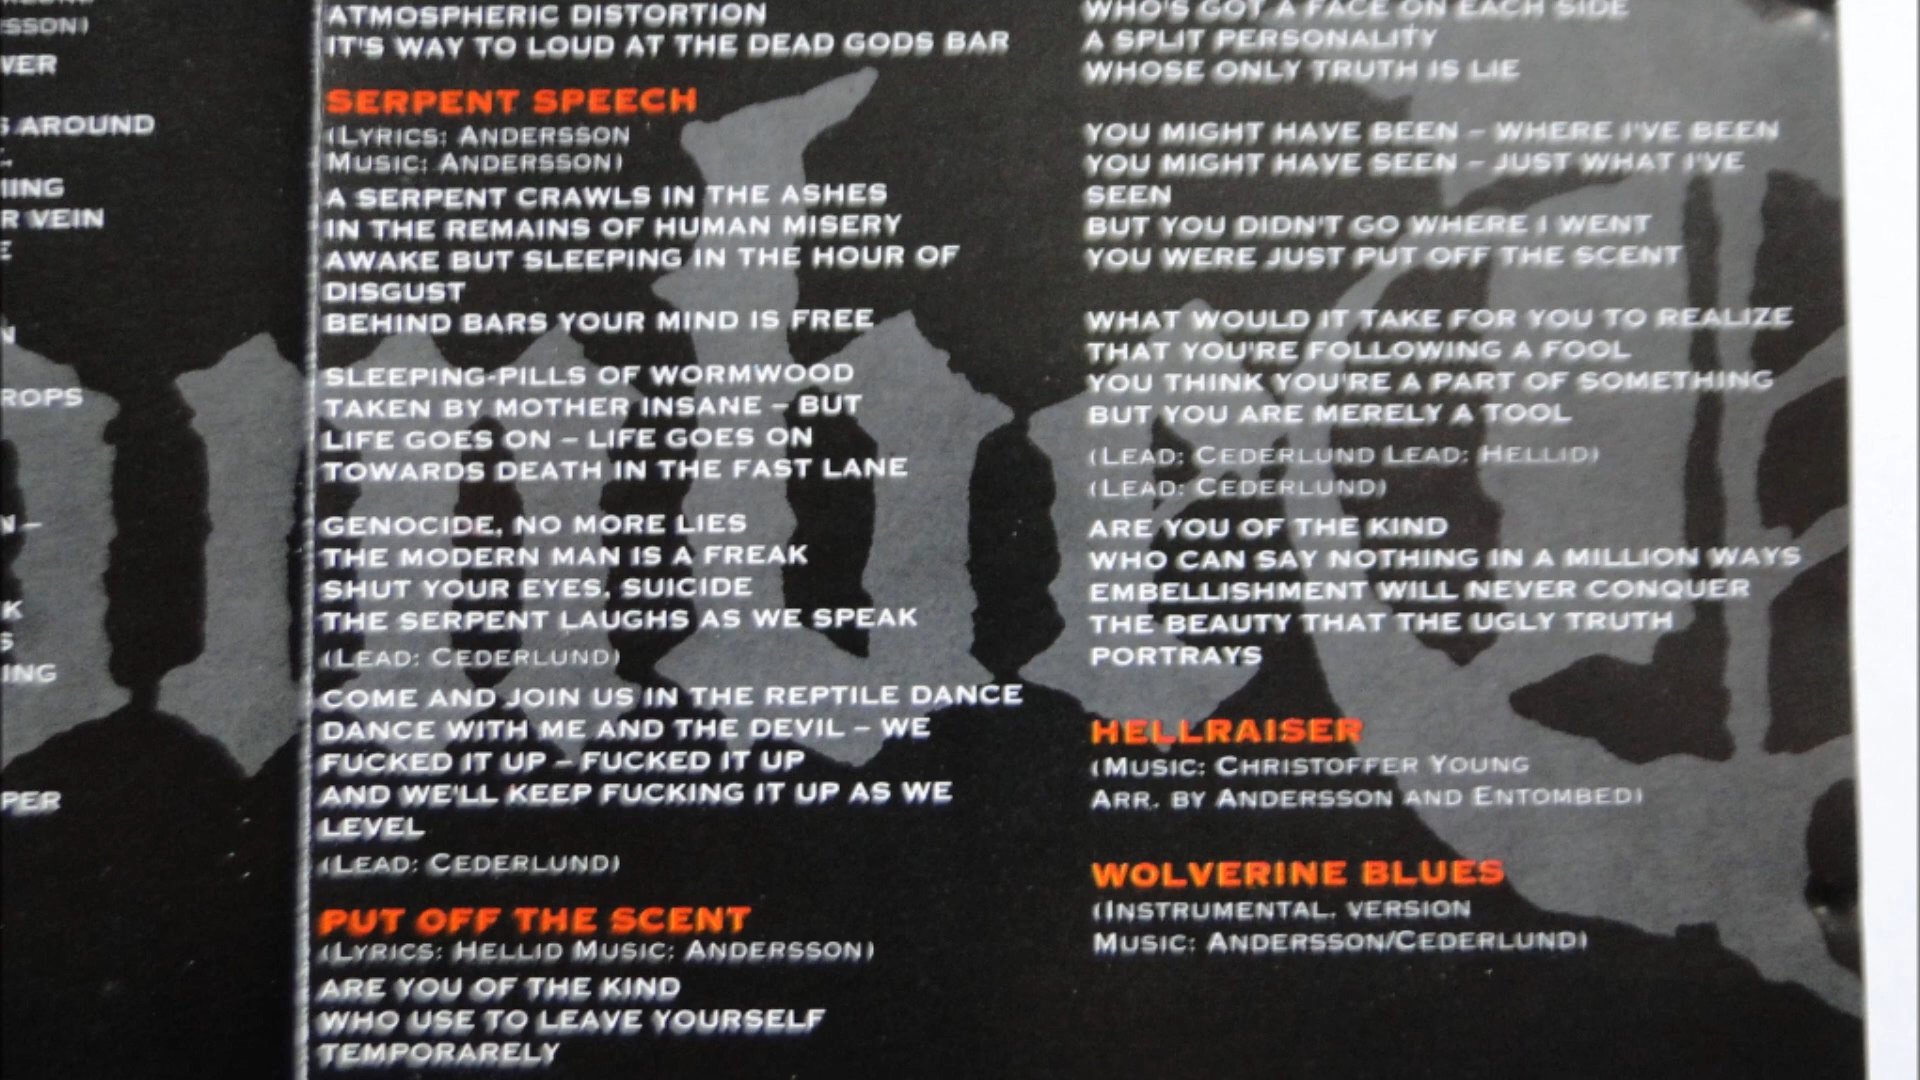 SSON)
VER
S AROUND
MING
R VEIN
E
N
ROPS
N –
K
S
ING
PER
ATMOSPHERIC DISTORTION
IT'S WAY TO LOUD AT THE DEAD GODS BAR
SERPENT SPEECH
(LYRICS: ANDERSSON
MUSIC: ANDERSSON)
A SERPENT CRAWLS IN THE ASHES
IN THE REMAINS OF HUMAN MISERY
AWAKE BUT SLEEPING IN THE HOUR OF
DISGUST
BEHIND BARS YOUR MIND IS FREE
SLEEPING-PILLS OF WORMWOOD
TAKEN BY MOTHER INSANE – BUT
LIFE GOES ON – LIFE GOES ON
TOWARDS DEATH IN THE FAST LANE
GENOCIDE, NO MORE LIES
THE MODERN MAN IS A FREAK
SHUT YOUR EYES, SUICIDE
THE SERPENT LAUGHS AS WE SPEAK
(LEAD: CEDERLUND)
COME AND JOIN US IN THE REPTILE DANCE
DANCE WITH ME AND THE DEVIL – WE
FUCKED IT UP – FUCKED IT UP
AND WE'LL KEEP FUCKING IT UP AS WE
LEVEL
(LEAD: CEDERLUND)
PUT OFF THE SCENT
(LYRICS: HELLID MUSIC: ANDERSSON)
ARE YOU OF THE KIND
WHO USE TO LEAVE YOURSELF
TEMPORARELY
WHO'S GOT A FACE ON EACH SIDE
A SPLIT PERSONALITY
WHOSE ONLY TRUTH IS LIE
YOU MIGHT HAVE BEEN – WHERE I'VE BEEN
YOU MIGHT HAVE SEEN – JUST WHAT I'VE
SEEN
BUT YOU DIDN'T GO WHERE I WENT
YOU WERE JUST PUT OFF THE SCENT
WHAT WOULD IT TAKE FOR YOU TO REALIZE
THAT YOU'RE FOLLOWING A FOOL
YOU THINK YOU'RE A PART OF SOMETHING
BUT YOU ARE MERELY A TOOL
(LEAD: CEDERLUND LEAD: HELLID)
(LEAD: CEDERLUND)
ARE YOU OF THE KIND
WHO CAN SAY NOTHING IN A MILLION WAYS
EMBELLISHMENT WILL NEVER CONQUER
THE BEAUTY THAT THE UGLY TRUTH
PORTRAYS
HELLRAISER
(MUSIC: CHRISTOFFER YOUNG
ARR. BY ANDERSSON AND ENTOMBED)
WOLVERINE BLUES
(INSTRUMENTAL. VERSION
MUSIC: ANDERSSON/CEDERLUND)